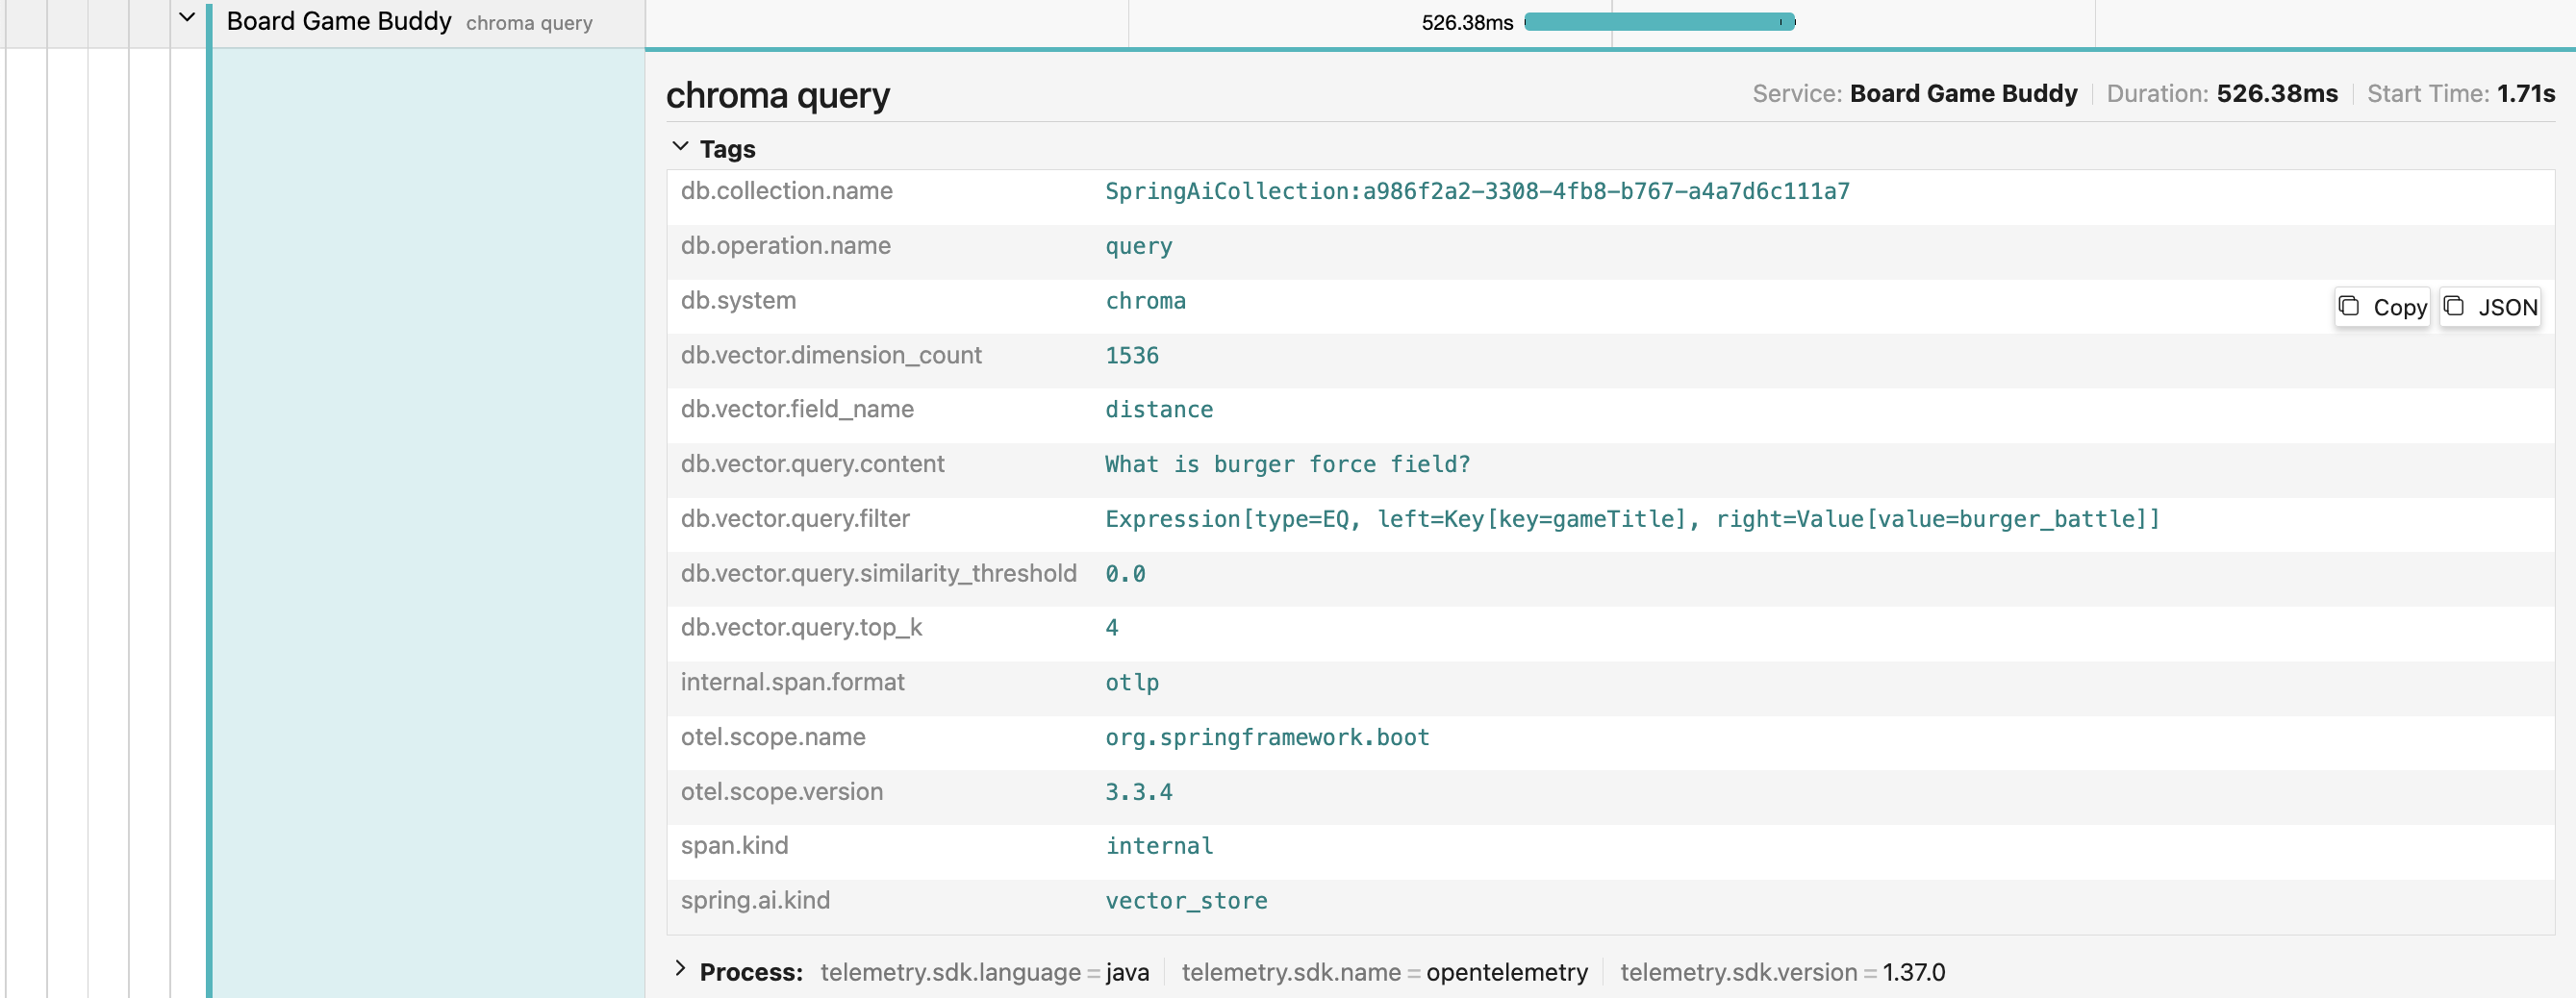 Board Game Buddy chroma query 526.38ms
chroma query Service: Board Game Buddy Duration: 526.38ms Start Time: 1.71s
Tags
db.collection.name SpringAiCollection:a986f2a2-3308-4fb8-b767-a4a7d6c111a7
db.operation.name query
db.system chroma Copy JSON
db.vector.dimension_count 1536
db.vector.field_name distance
db.vector.query.content What is burger force field?
db.vector.query.filter Expression[type=EQ, left=Key[key=gameTitle], right=Value[value=burger_battle]]
db.vector.query.similarity_threshold 0.0
db.vector.query.top_k 4
internal.span.format otlp
otel.scope.name org.springframework.boot
otel.scope.version 3.3.4
span.kind internal
spring.ai.kind vector_store
Process: telemetry.sdk.language = java telemetry.sdk.name = opentelemetry telemetry.sdk.version = 1.37.0